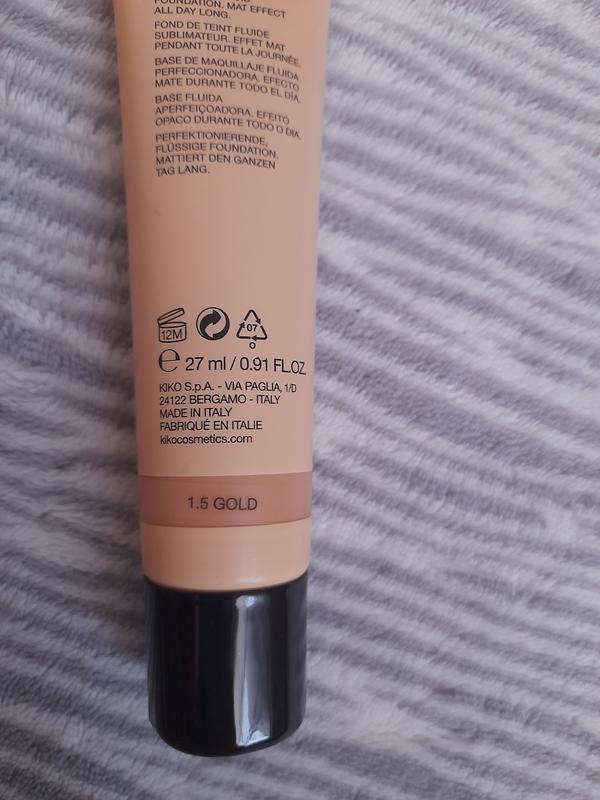 FOUNDATION. MAT EFFECT
ALL DAY LONG.
FOND DE TEINT FLUIDE
SUBLIMATEUR. EFFET MAT
PENDANT TOUTE LA JOURNÉE.
BASE DE MAQUILLAJE FLUIDA
PERFECCIONADORA. EFECTO
MATE DURANTE TODO EL DÍA.
BASE FLUIDA
APERFEIÇOADORA. EFEITO
OPACO DURANTE TODO O DIA.
PERFEKTIONIERENDE,
FLÜSSIGE FOUNDATION.
MATTIERT DEN GANZEN
TAG LANG.
12M
07
O
e 27 ml / 0.91 FL.OZ.
KIKO S.p.A. - VIA PAGLIA, 1/D
24122 BERGAMO - ITALY
MADE IN ITALY
FABRIQUÉ EN ITALIE
kikocosmetics.com
1.5 GOLD